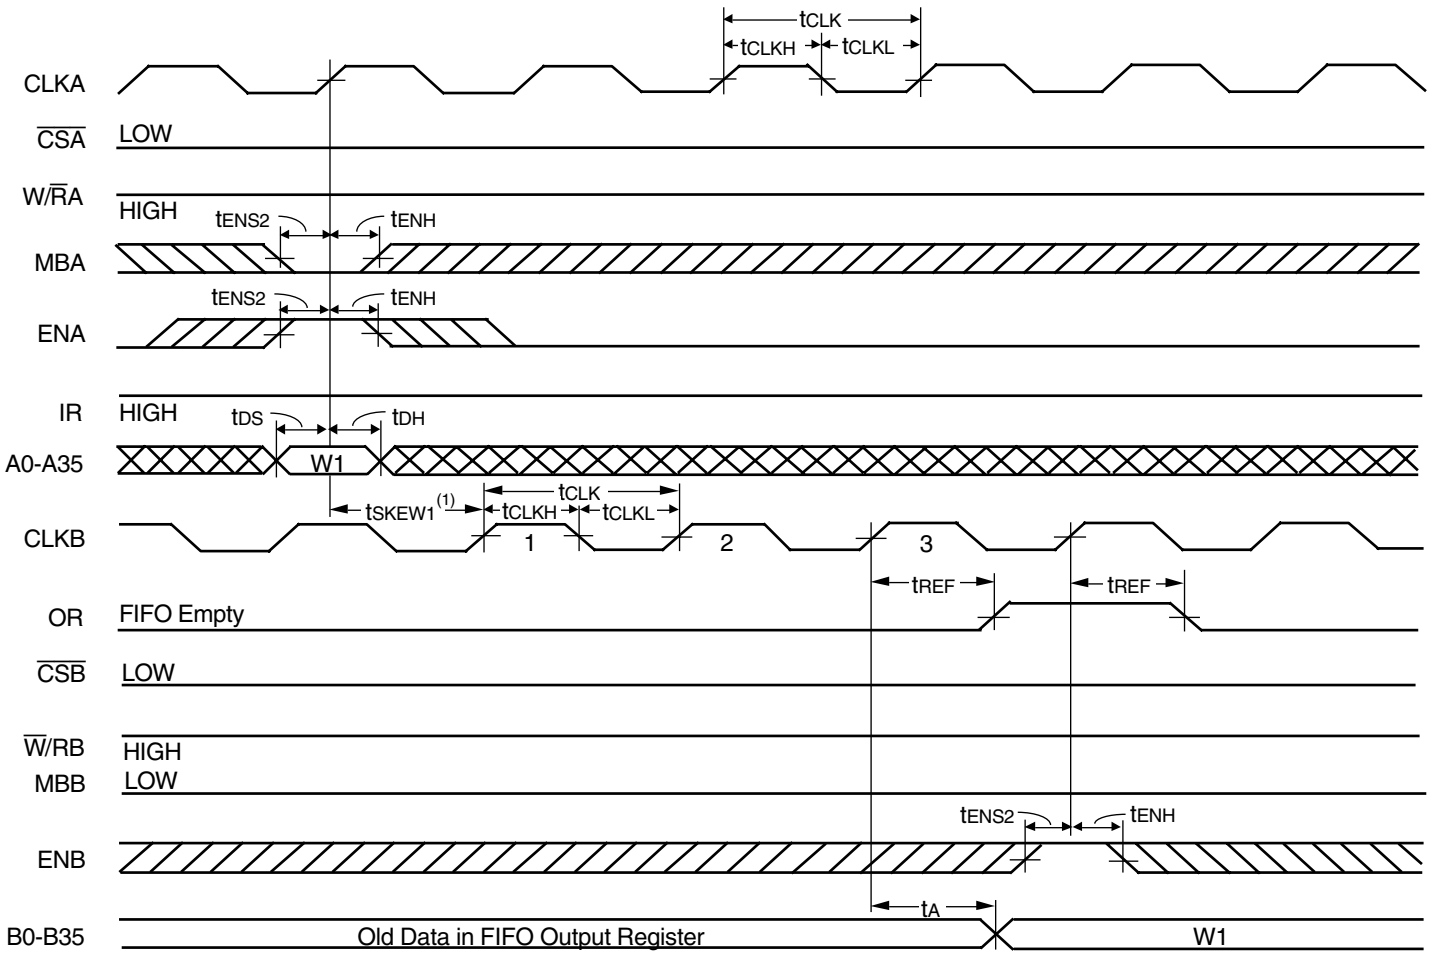 tCLK
tCLKH tCLKL
CLKA
CSA LOW
W/RA
HIGH
tENS2 tENH
MBA
tENS2 tENH
ENA
IR HIGH
tDS tDH
A0-A35 W1
tCLK
tSKEW1(1) tCLKH tCLKL
CLKB 1 2 3
tREF tREF
OR FIFO Empty
CSB LOW
W/RB HIGH
MBB LOW
tENS2 tENH
ENB
tA
B0-B35 Old Data in FIFO Output Register W1